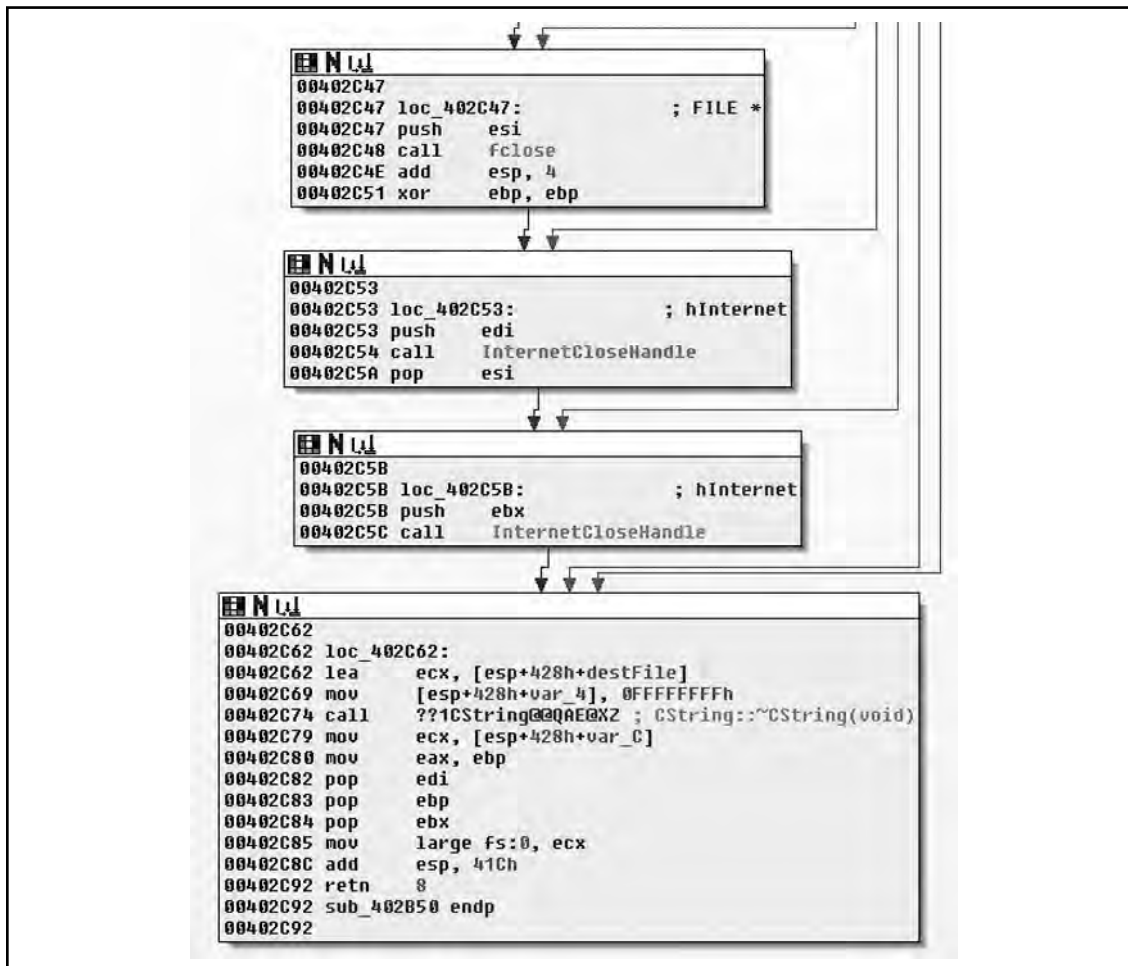 00402C47
00402C47 loc_402C47: ; FILE *
00402C47 push esi
00402C48 call fclose
00402C4E add esp, 4
00402C51 xor ebp, ebp
00402C53
00402C53 loc_402C53: ; hInternet
00402C53 push edi
00402C54 call InternetCloseHandle
00402C5A pop esi
00402C5B
00402C5B loc_402C5B: ; hInternet
00402C5B push ebx
00402C5C call InternetCloseHandle
00402C62
00402C62 loc_402C62:
00402C62 lea ecx, [esp+428h+destFile]
00402C69 mov [esp+428h+var_4], 0FFFFFFFFh
00402C74 call ??1CString@@QAE@XZ ; CString::~CString(void)
00402C79 mov ecx, [esp+428h+var_C]
00402C80 mov eax, ebp
00402C82 pop edi
00402C83 pop ebp
00402C84 pop ebx
00402C85 mov large fs:0, ecx
00402C8C add esp, 41Ch
00402C92 retn 8
00402C92 sub_402B50 endp
00402C92